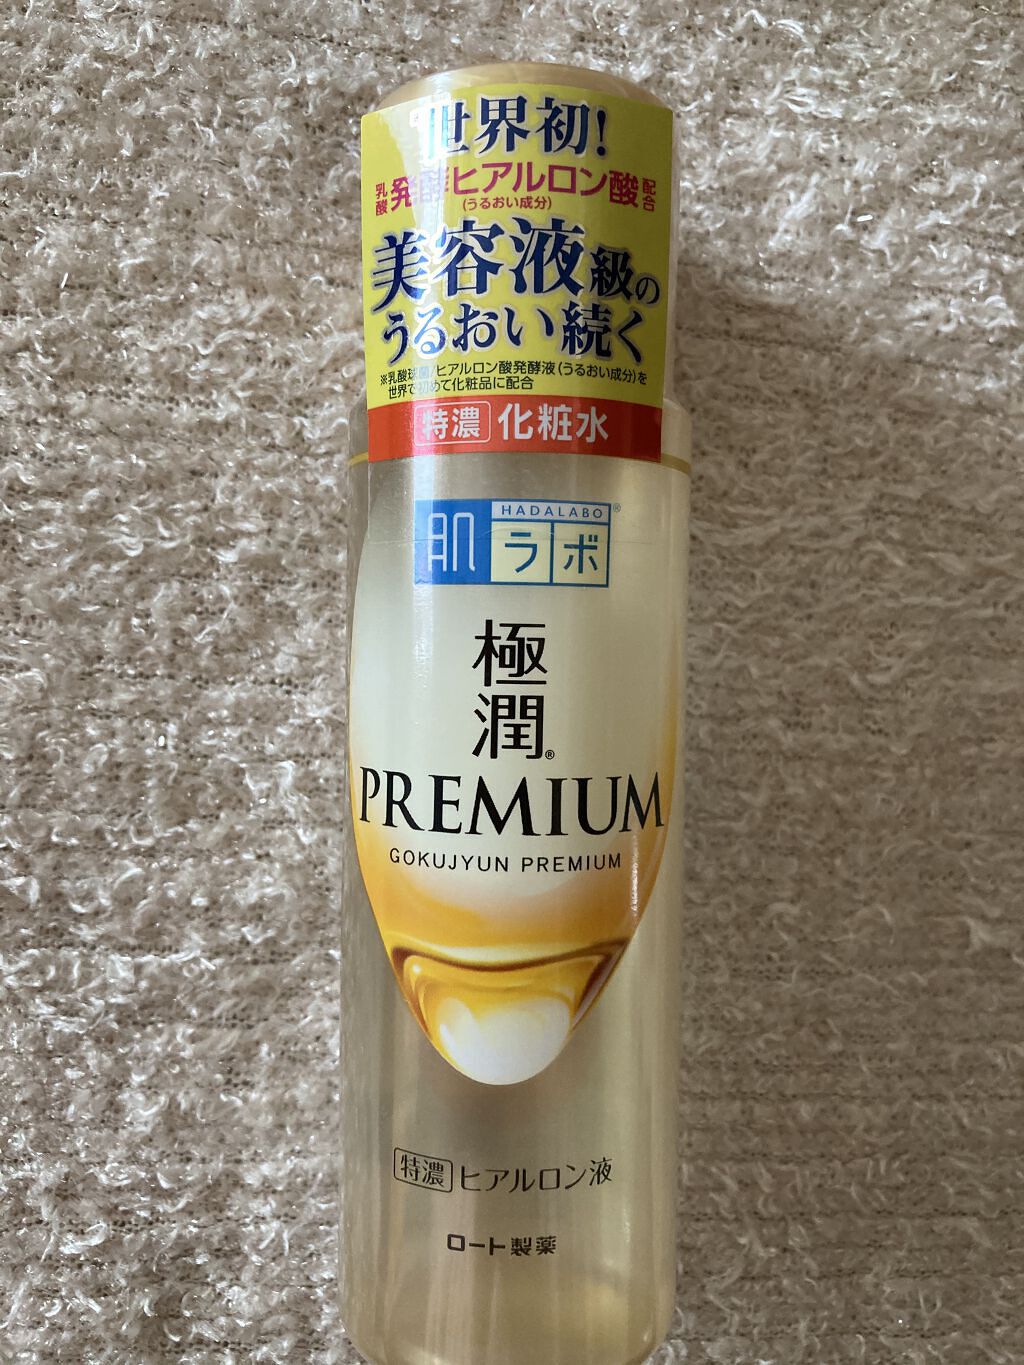 世界初!
乳酸発酵ヒアルロン酸配合
(うるおい成分)
美容液級の
うるおい続く
※乳酸球菌/ヒアルロン酸発酵液(うるおい成分)を
世界で初めて化粧品に配合
特濃 化粧水
HADALABO®
肌ラボ
極
潤®
PREMIUM
GOKUJYUN PREMIUM
特濃 ヒアルロン液
ロート製薬